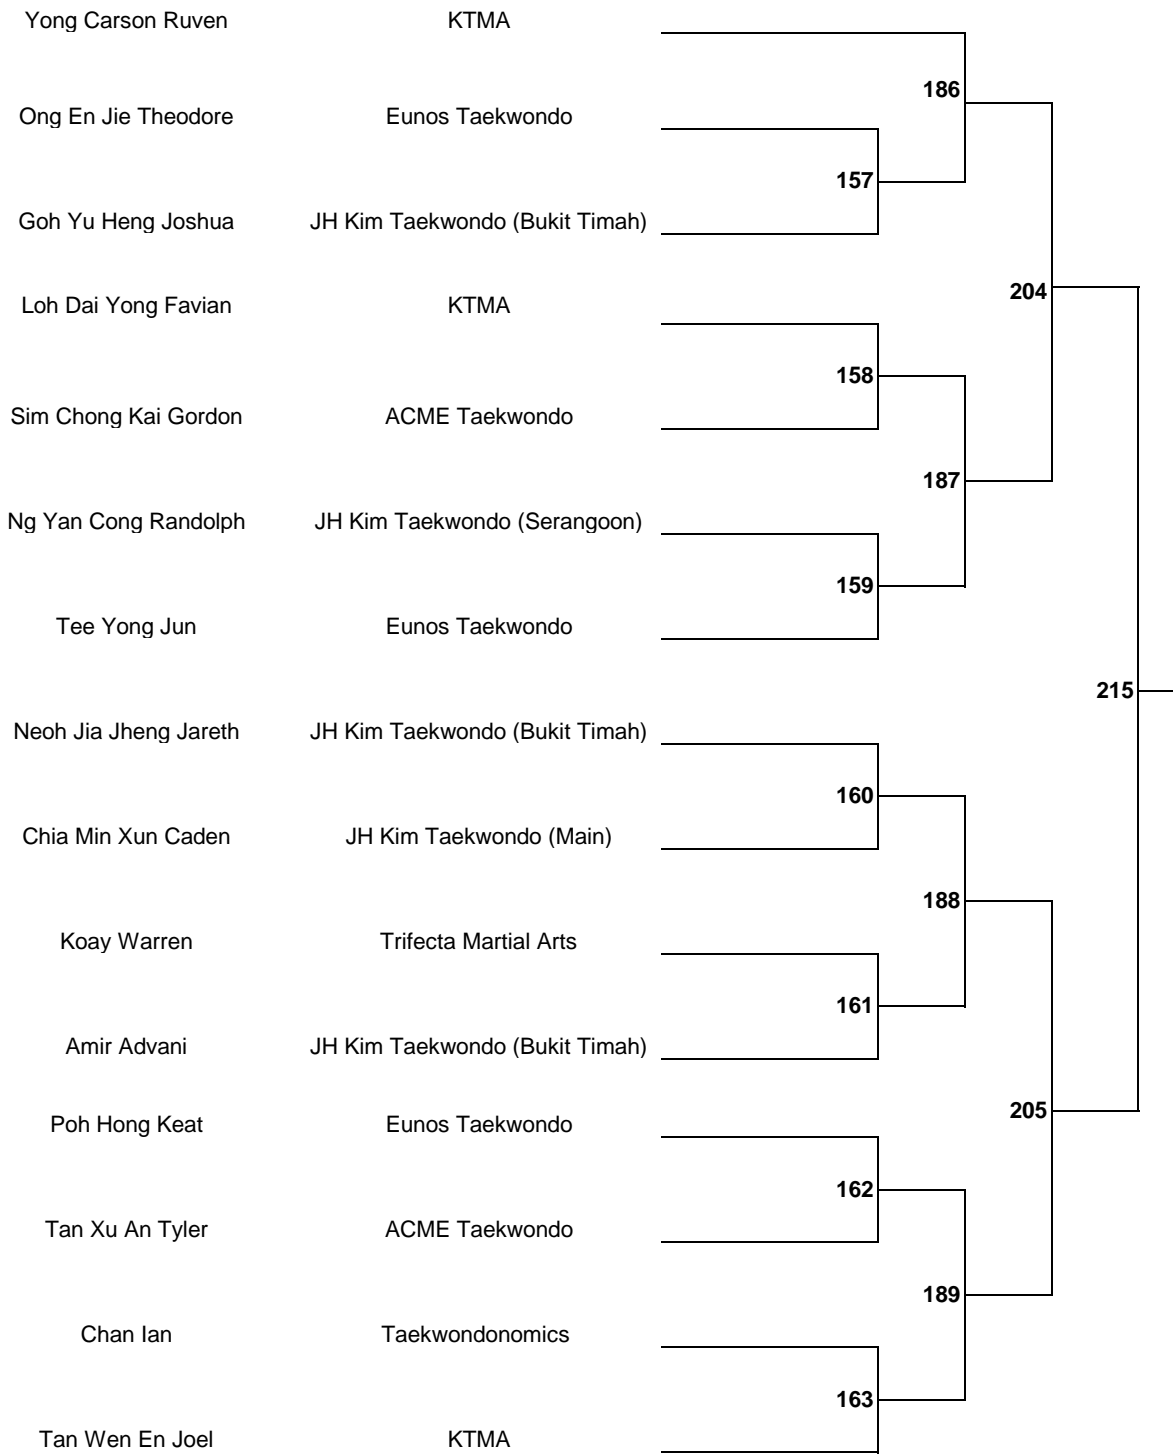 Yong Carson Ruven KTMA
186
Ong En Jie Theodore Eunos Taekwondo
157
Goh Yu Heng Joshua JH Kim Taekwondo (Bukit Timah)
204
Loh Dai Yong Favian KTMA
158
Sim Chong Kai Gordon ACME Taekwondo
187
Ng Yan Cong Randolph JH Kim Taekwondo (Serangoon)
159
Tee Yong Jun Eunos Taekwondo
215
Neoh Jia Jheng Jareth JH Kim Taekwondo (Bukit Timah)
160
Chia Min Xun Caden JH Kim Taekwondo (Main)
188
Koay Warren Trifecta Martial Arts
161
Amir Advani JH Kim Taekwondo (Bukit Timah)
205
Poh Hong Keat Eunos Taekwondo
162
Tan Xu An Tyler ACME Taekwondo
189
Chan Ian Taekwondonomics
163
Tan Wen En Joel KTMA